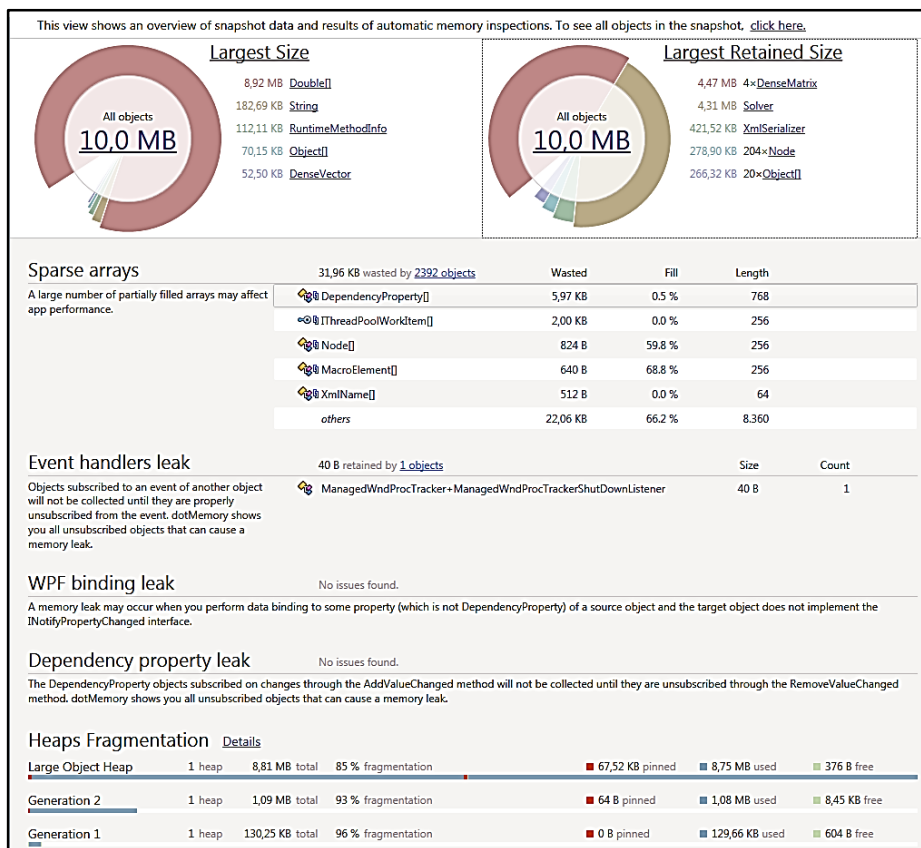 This view shows an overview of snapshot data and results of automatic memory inspections. To see all objects in the snapshot, click here.
Largest Size
All objects
10,0 MB
8,92 MB Double[]
182,69 KB String
112,11 KB RuntimeMethodInfo
70,15 KB Object[]
52,50 KB DenseVector
Largest Retained Size
All objects
10,0 MB
4,47 MB 4×DenseMatrix
4,31 MB Solver
421,52 KB XmlSerializer
278,90 KB 204×Node
266,32 KB 20×Object[]
Sparse arrays 31,96 KB wasted by 2392 objects Wasted Fill Length
A large number of partially filled arrays may affect
app performance.
DependencyProperty[] 5,97 KB 0.5 % 768
IThreadPoolWorkItem[] 2,00 KB 0.0 % 256
Node[] 824 B 59.8 % 256
MacroElement[] 640 B 68.8 % 256
XmlName[] 512 B 0.0 % 64
others 22,06 KB 66.2 % 8.360
Event handlers leak 40 B retained by 1 objects Size Count
Objects subscribed to an event of another object
will not be collected until they are properly
unsubscribed from the event. dotMemory shows
you all unsubscribed objects that can cause a
memory leak.
ManagedWndProcTracker+ManagedWndProcTrackerShutDownListener 40 B 1
WPF binding leak No issues found.
A memory leak may occur when you perform data binding to some property (which is not DependencyProperty) of a source object and the target object does not implement the
INotifyPropertyChanged interface.
Dependency property leak No issues found.
The DependencyProperty objects subscribed on changes through the AddValueChanged method will not be collected until they are unsubscribed through the RemoveValueChanged
method. dotMemory shows you all unsubscribed objects that can cause a memory leak.
Heaps Fragmentation Details
Large Object Heap 1 heap 8,81 MB total 85 % fragmentation 67,52 KB pinned 8,75 MB used 376 B free
Generation 2 1 heap 1,09 MB total 93 % fragmentation 64 B pinned 1,08 MB used 8,45 KB free
Generation 1 1 heap 130,25 KB total 96 % fragmentation 0 B pinned 129,66 KB used 604 B free